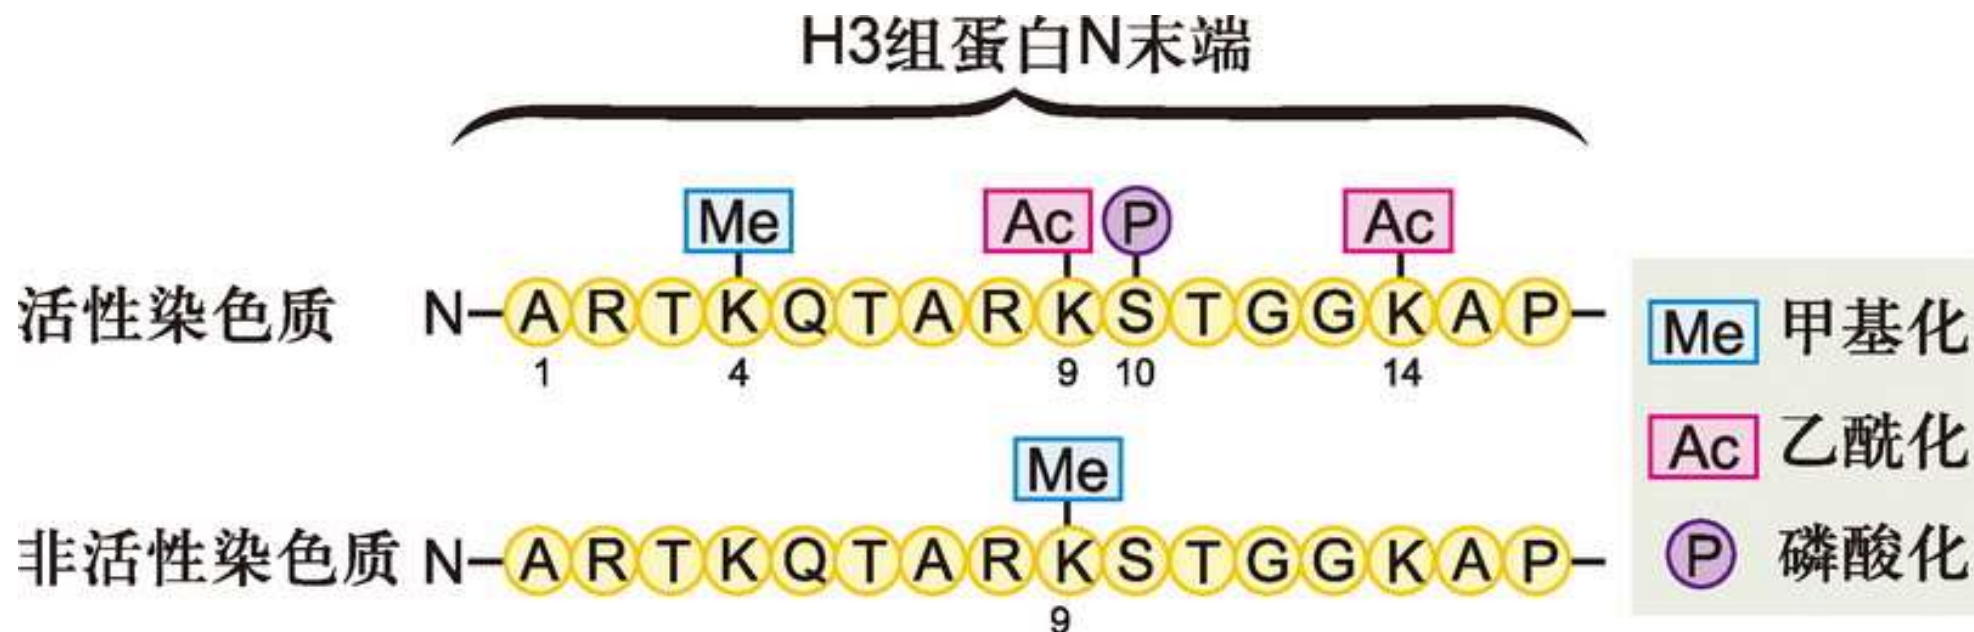 H3组蛋白N末端
Me Ac P Ac
活性染色质 N-ARTKQTARKSTGGKAP-
1 4 9 10 14
Me 甲基化
Ac 乙酰化
P 磷酸化
Me
非活性染色质 N-ARTKQTARKSTGGKAP-
9